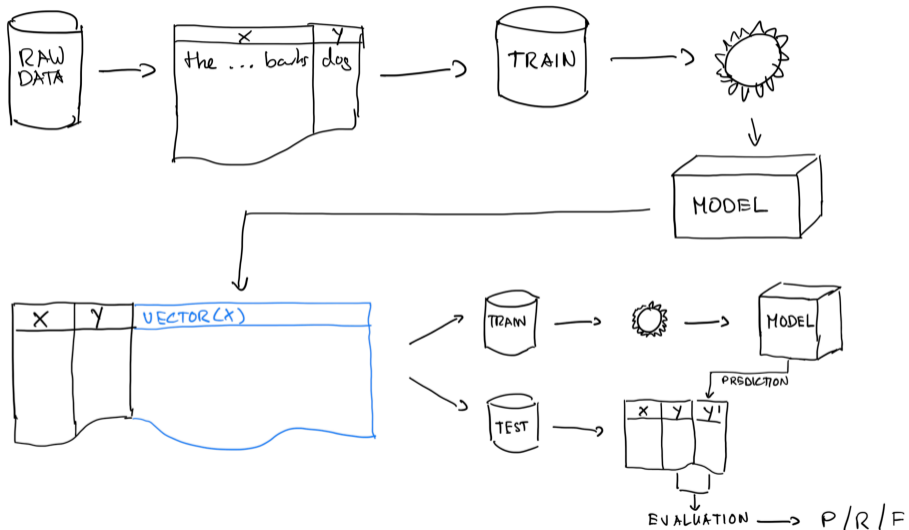 RAW
DATA
X Y
the ... barks dog
TRAIN
MODEL
X Y VECTOR(X)
TRAIN
MODEL
PREDICTION
TEST
X Y Y'
EVALUATION → P/R/F